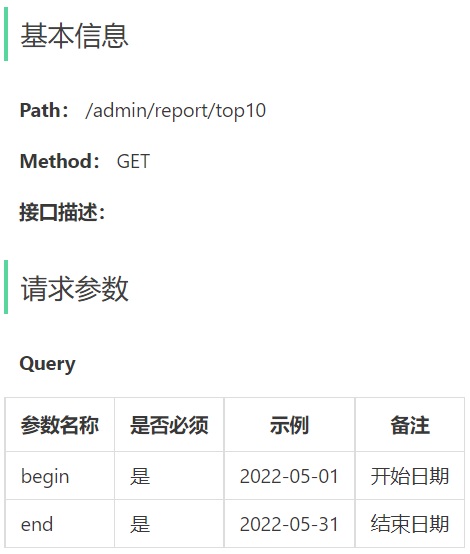 基本信息
Path： /admin/report/top10
Method： GET
接口描述：
请求参数
Query
参数名称 是否必须 示例 备注
begin 是 2022-05-01 开始日期
end 是 2022-05-31 结束日期